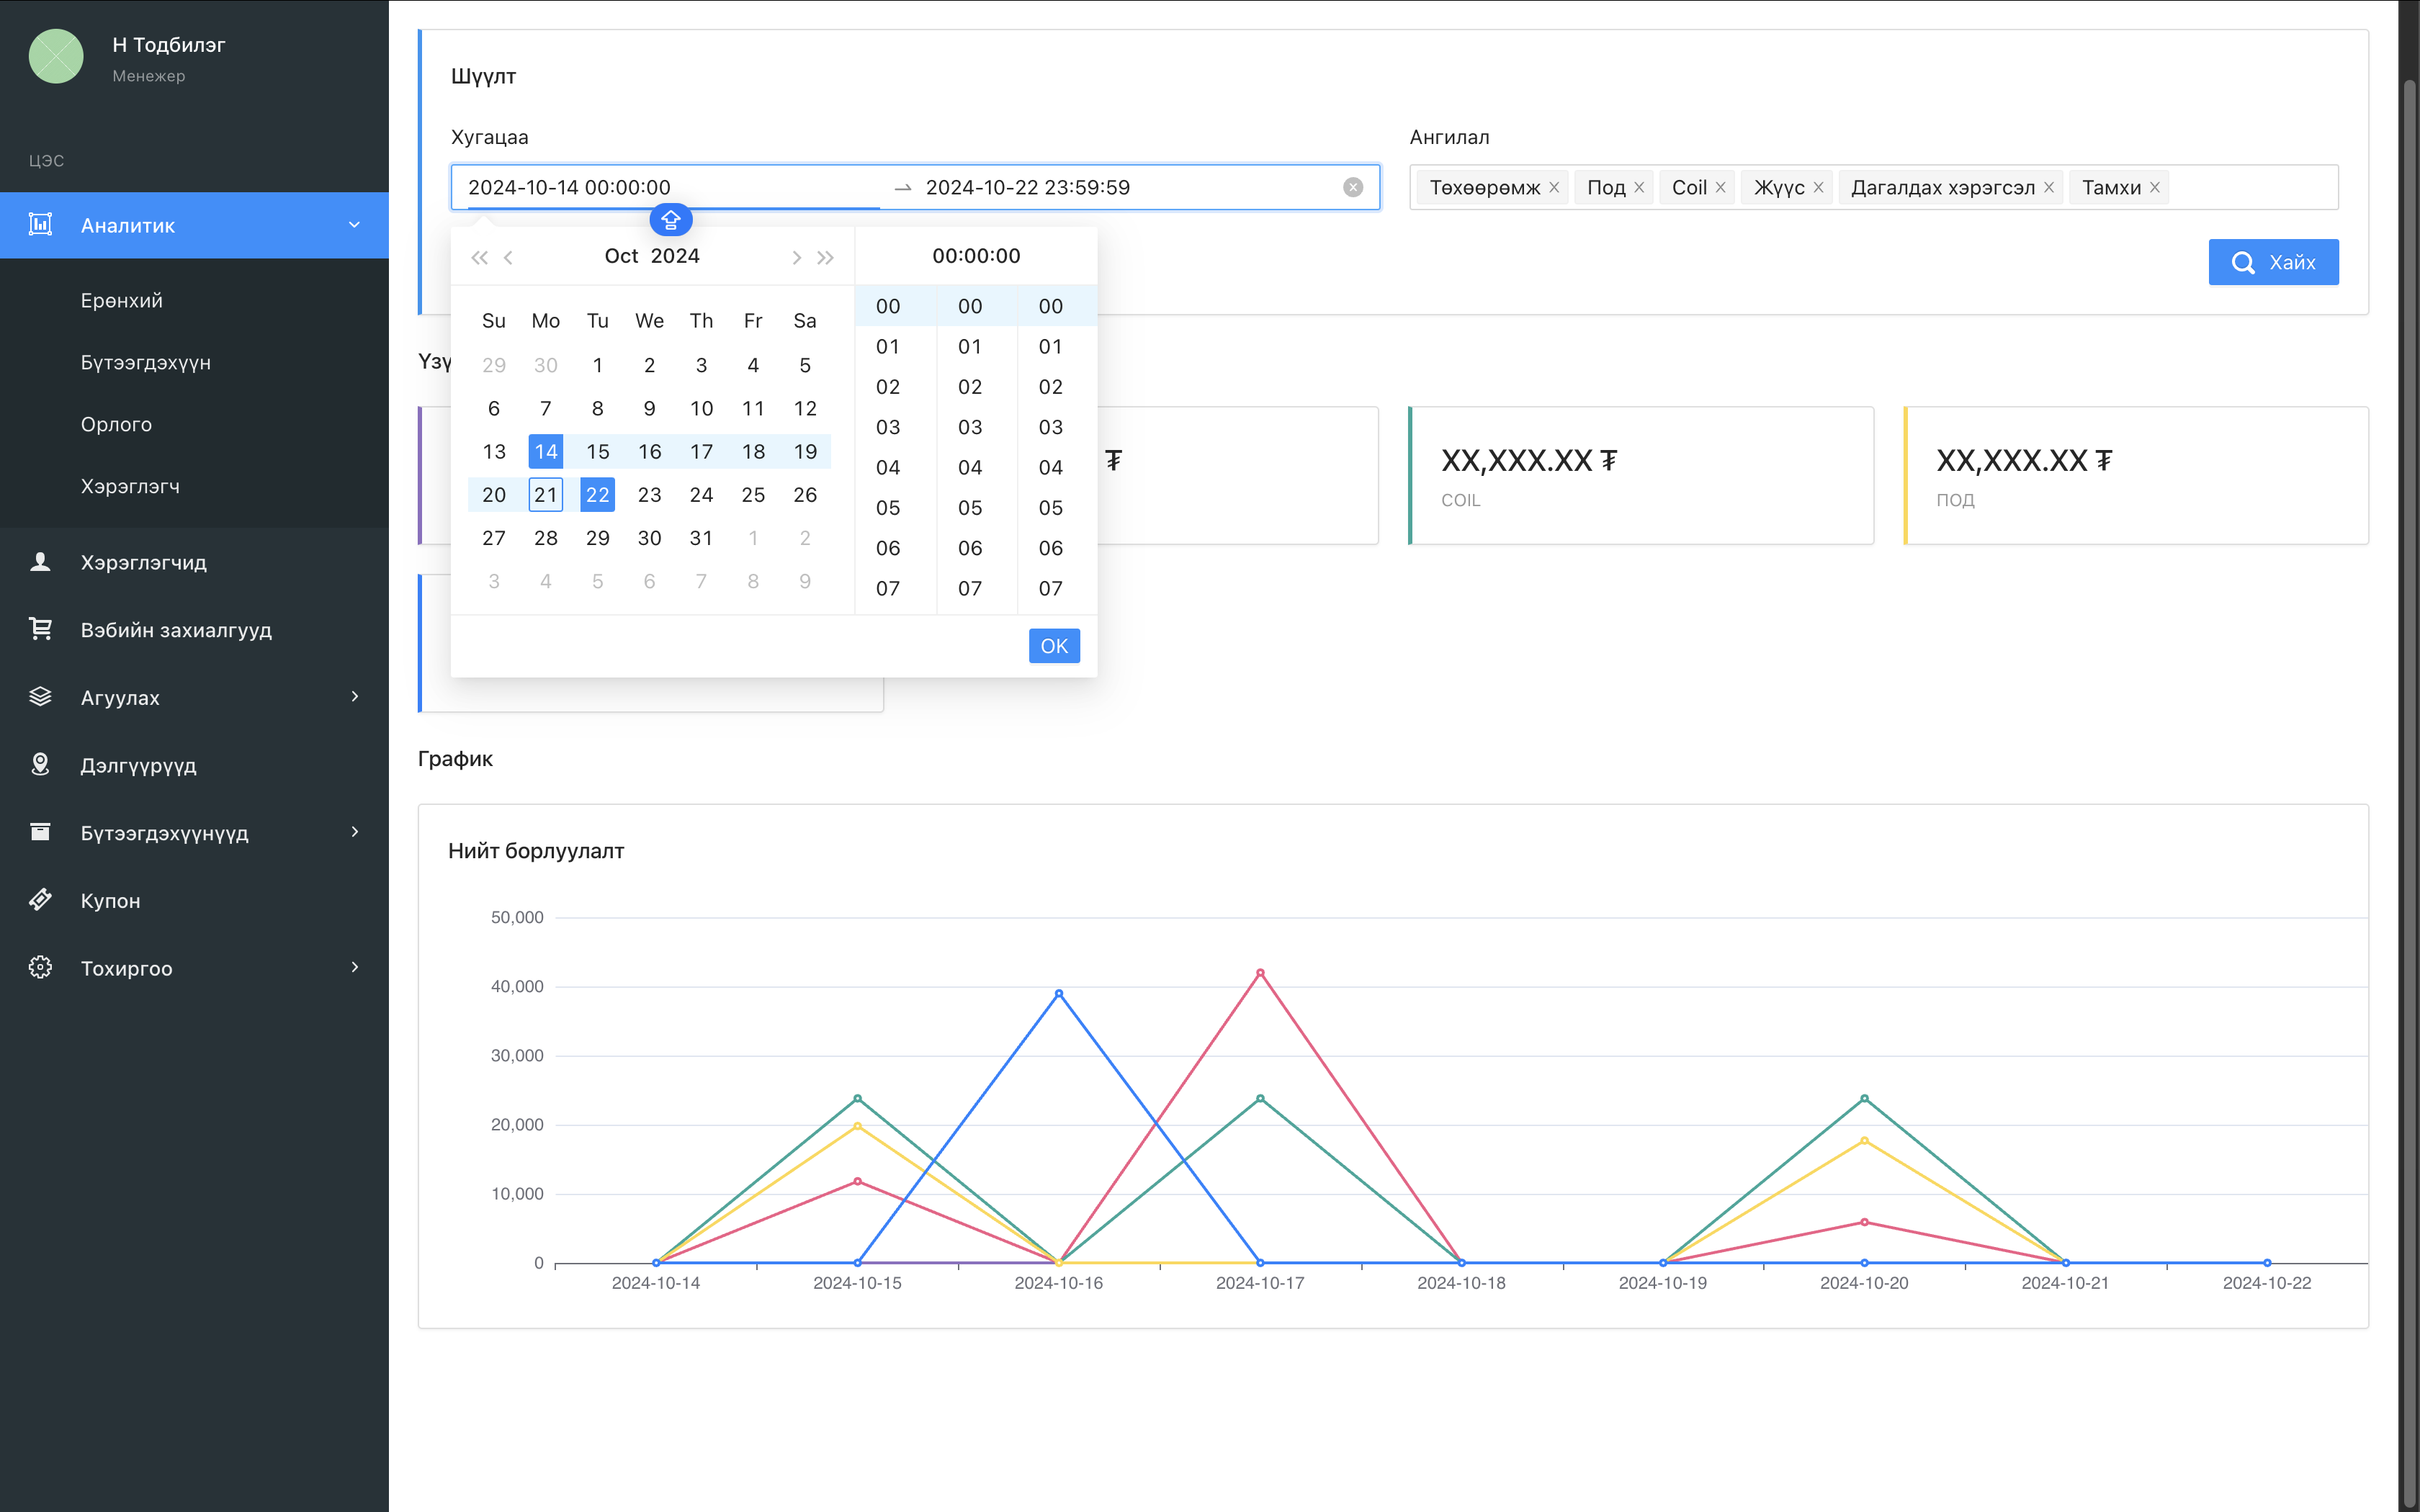 Н Тодбилэг
Менежер
ЦЭС
Аналитик
Ерөнхий
Бүтээгдэхүүн
Орлого
Хэрэглэгч
Хэрэглэгчид
Вэбийн захиалгууд
Агуулах
Дэлгүүрүүд
Бүтээгдэхүүнүүд
Купон
Тохиргоо
Шүүлт
Хугацаа
2024-10-14 00:00:00 → 2024-10-22 23:59:59
Ангилал
Төхөөрөмж × Под × Coil × Жүүс × Дагалдах хэрэгсэл × Тамхи ×
Хайх
Oct 2024
Su Mo Tu We Th Fr Sa
29 30 1 2 3 4 5
6 7 8 9 10 11 12
13 14 15 16 17 18 19
20 21 22 23 24 25 26
27 28 29 30 31 1 2
3 4 5 6 7 8 9
00:00:00
00 00 00
01 01 01
02 02 02
03 03 03
04 04 04
05 05 05
06 06 06
07 07 07
OK
₮
XX,XXX.XX ₮
COIL
XX,XXX.XX ₮
ПОД
График
Нийт борлуулалт
50,000
40,000
30,000
20,000
10,000
0
2024-10-14 2024-10-15 2024-10-16 2024-10-17 2024-10-18 2024-10-19 2024-10-20 2024-10-21 2024-10-22